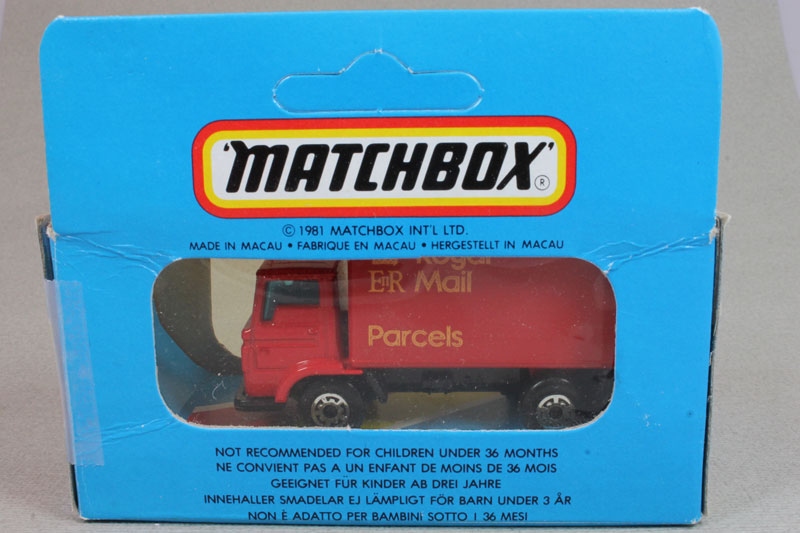 'MATCHBOX' ®
© 1981 MATCHBOX INT'L LTD.
MADE IN MACAU • FABRIQUE EN MACAU • HERGESTELLT IN MACAU
Royal
EIIR Mail
Parcels
NOT RECOMMENDED FOR CHILDREN UNDER 36 MONTHS
NE CONVIENT PAS A UN ENFANT DE MOINS DE 36 MOIS
GEEIGNET FÜR KINDER AB DREI JAHRE
INNEHALLER SMADELAR EJ LÄMPLIGT FÖR BARN UNDER 3 ÅR
NON È ADATTO PER BAMBINI SOTTO I 36 MESI